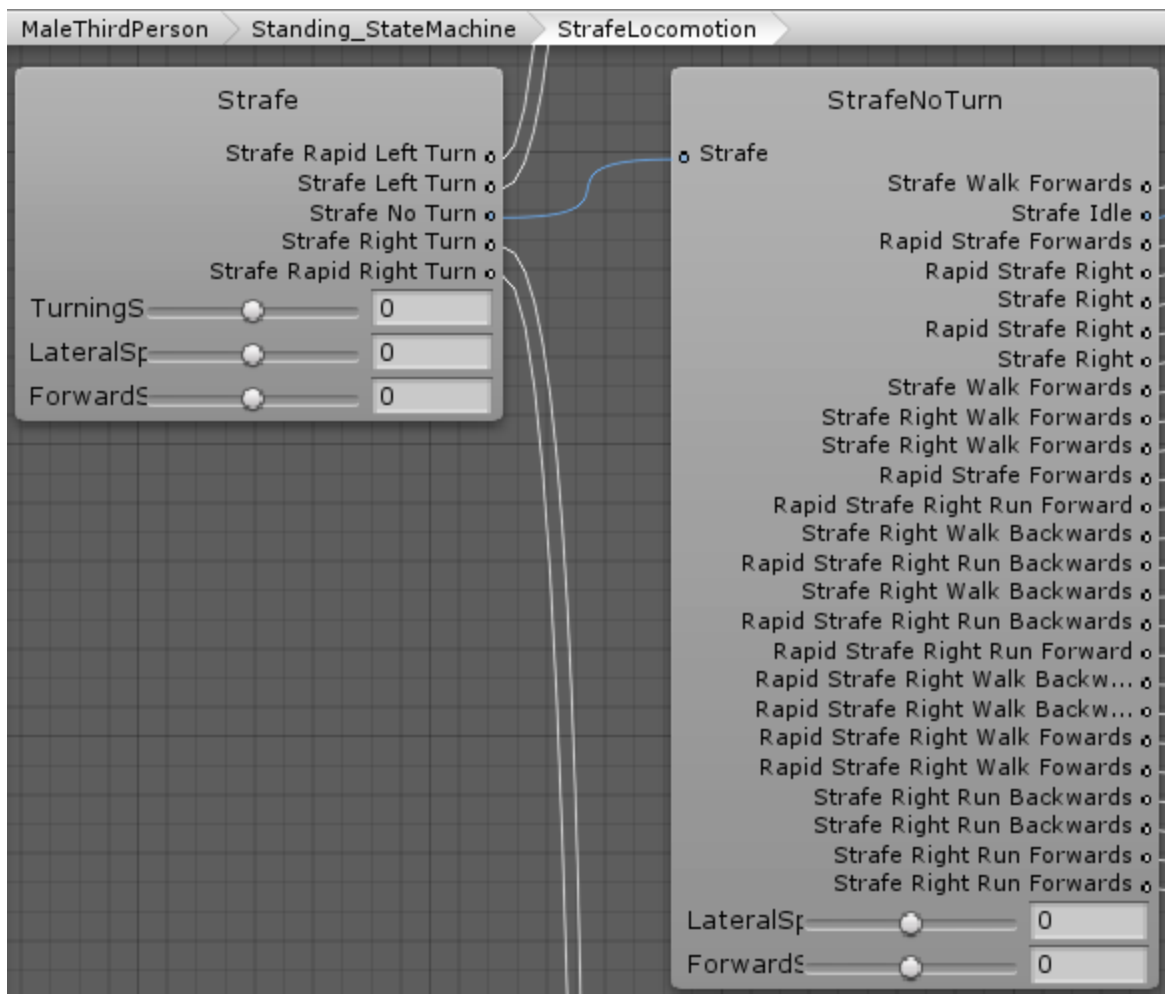 MaleThirdPerson Standing_StateMachine StrafeLocomotion
Strafe
Strafe Rapid Left Turn
Strafe Left Turn
Strafe No Turn
Strafe Right Turn
Strafe Rapid Right Turn
TurningS 0
LateralSp 0
ForwardS 0
StrafeNoTurn
Strafe
Strafe Walk Forwards
Strafe Idle
Rapid Strafe Forwards
Rapid Strafe Right
Strafe Right
Rapid Strafe Right
Strafe Right
Strafe Walk Forwards
Strafe Right Walk Forwards
Strafe Right Walk Forwards
Rapid Strafe Forwards
Rapid Strafe Right Run Forward
Strafe Right Walk Backwards
Rapid Strafe Right Run Backwards
Strafe Right Walk Backwards
Rapid Strafe Right Run Backwards
Rapid Strafe Right Run Forward
Rapid Strafe Right Walk Backw...
Rapid Strafe Right Walk Backw...
Rapid Strafe Right Walk Fowards
Rapid Strafe Right Walk Fowards
Strafe Right Run Backwards
Strafe Right Run Backwards
Strafe Right Run Forwards
Strafe Right Run Forwards
LateralSp 0
ForwardS 0